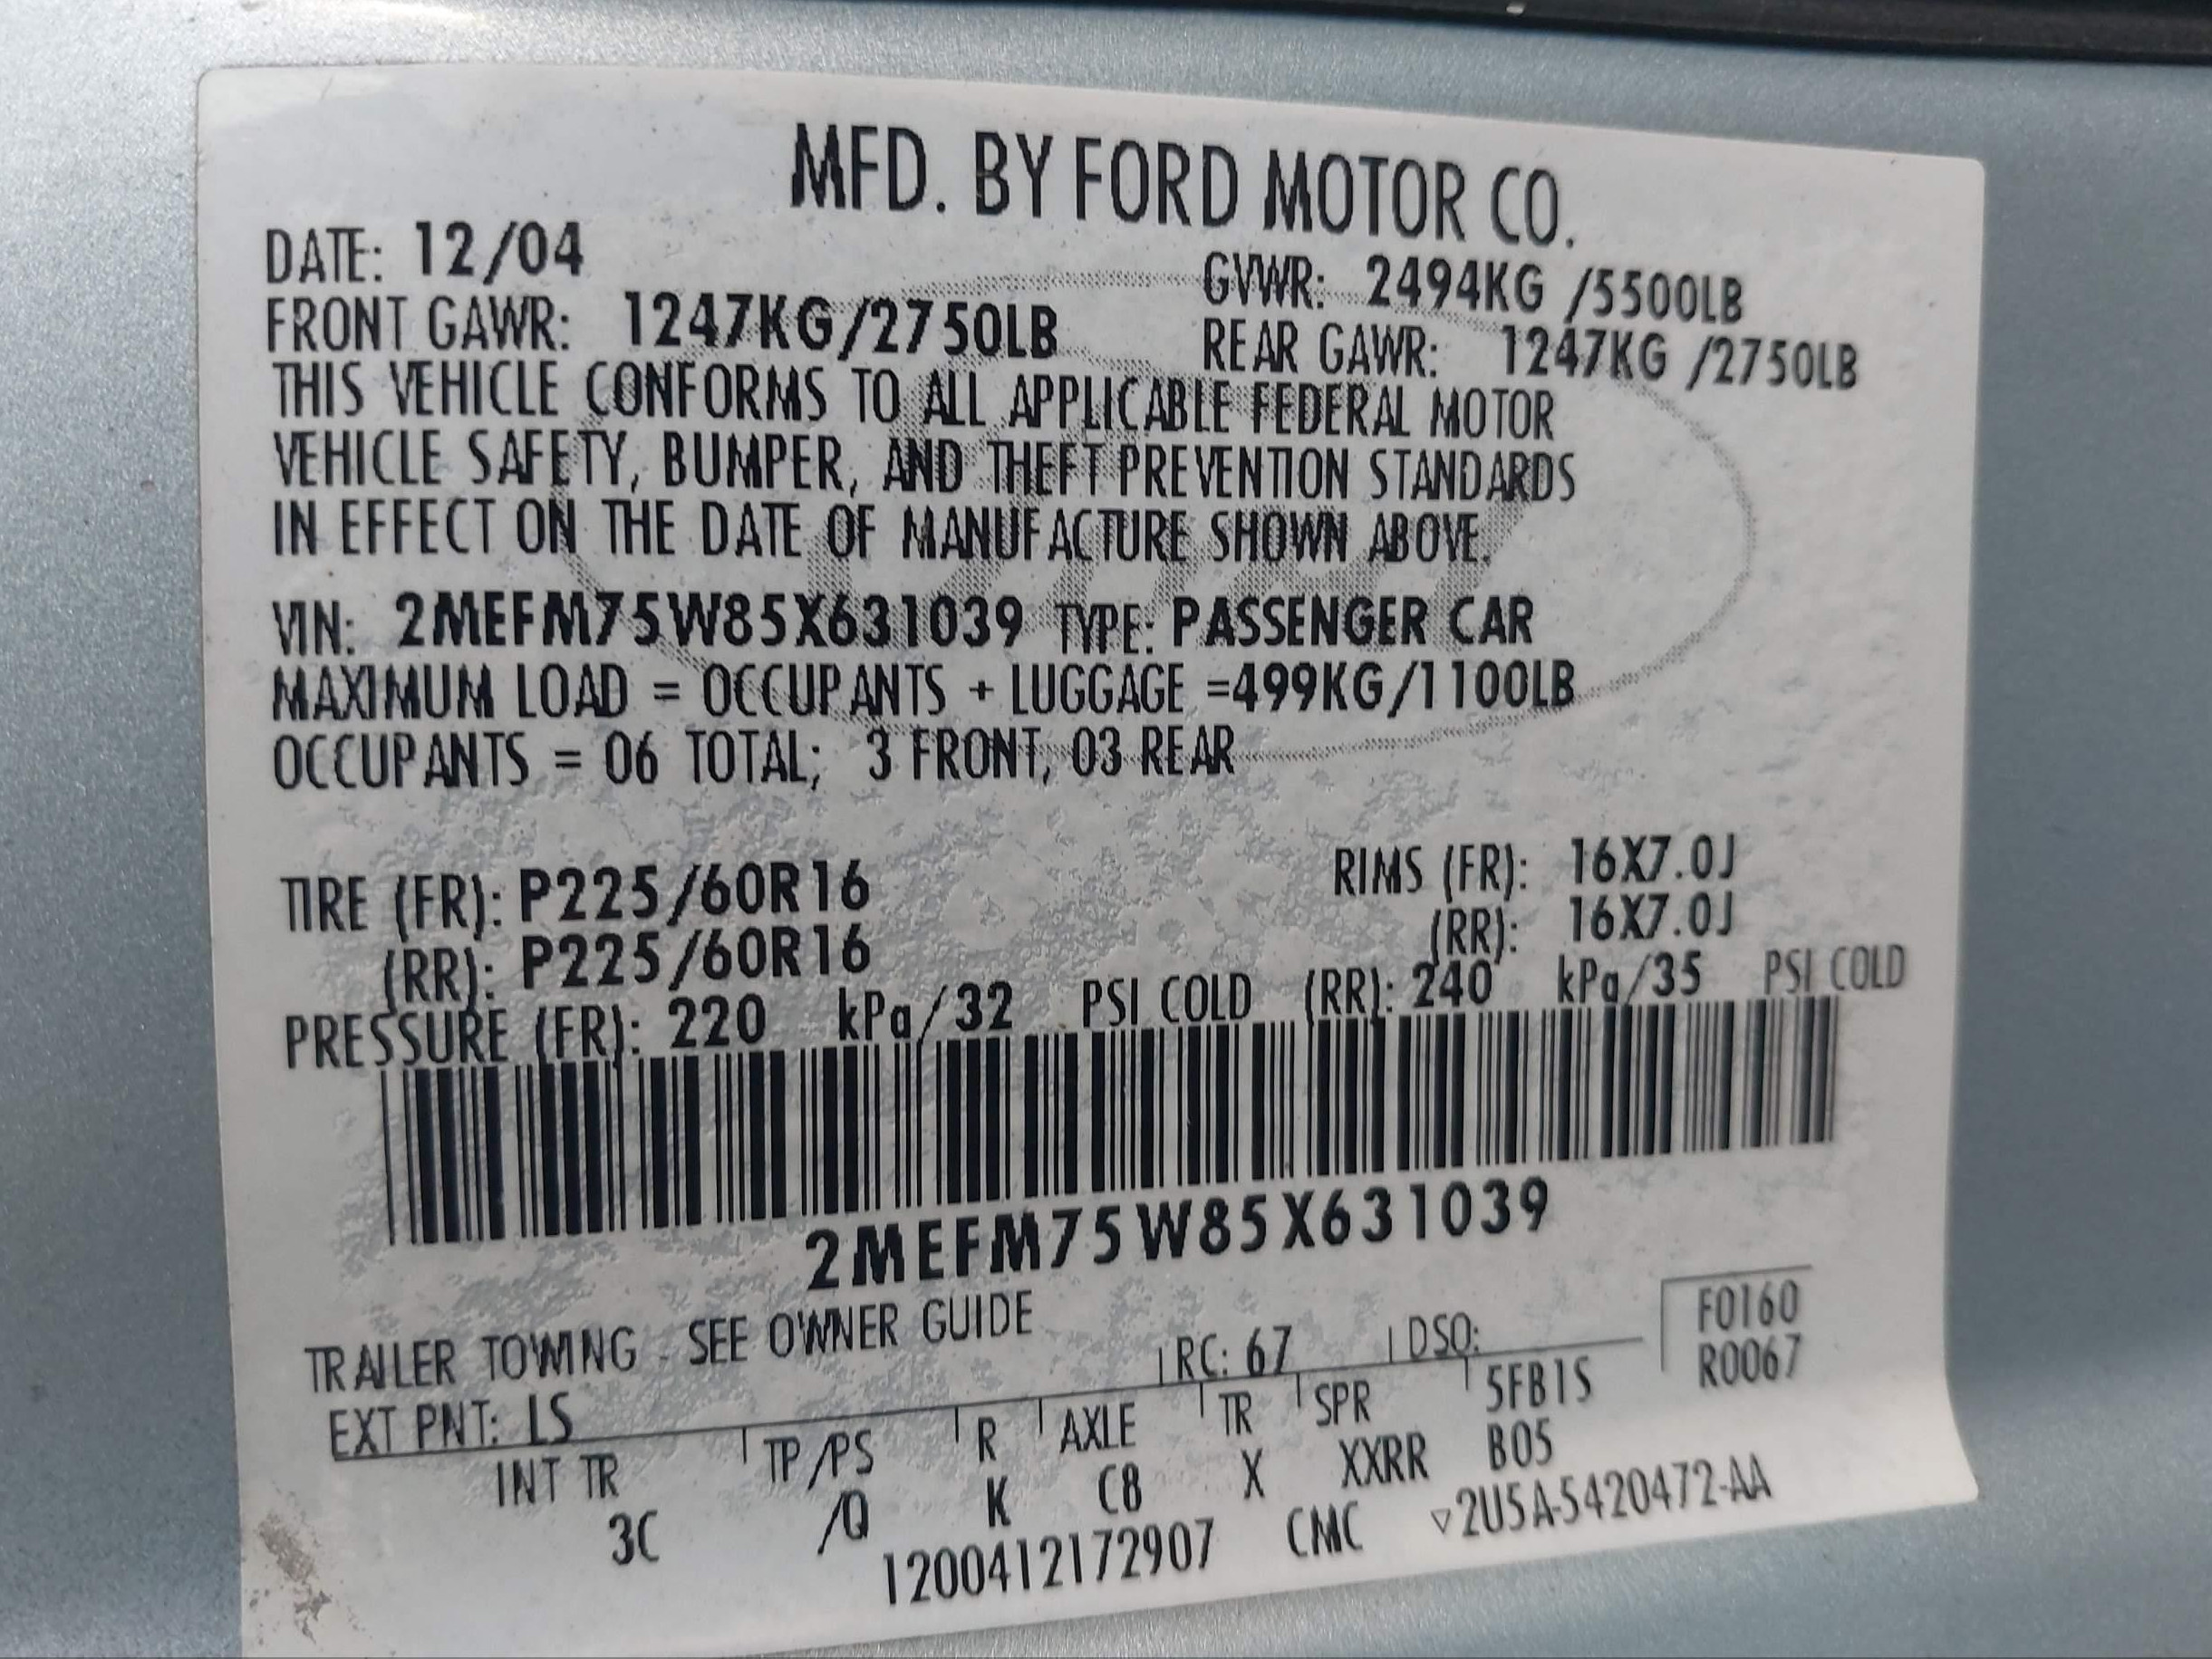 MFD. BY FORD MOTOR CO.
DATE: 12/04
GVWR: 2494KG /5500LB
FRONT GAWR: 1247KG/2750LB
REAR GAWR: 1247KG /2750LB
THIS VEHICLE CONFORMS TO ALL APPLICABLE FEDERAL MOTOR
VEHICLE SAFETY, BUMPER, AND THEFT PREVENTION STANDARDS
IN EFFECT ON THE DATE OF MANUFACTURE SHOWN ABOVE.
VIN: 2MEFM75W85X631039 TYPE: PASSENGER CAR
MAXIMUM LOAD = OCCUPANTS + LUGGAGE =499KG/1100LB
OCCUPANTS = 06 TOTAL; 3 FRONT, 03 REAR
TIRE (FR): P225/60R16 RIMS (FR): 16X7.0J
(RR): P225/60R16 (RR): 16X7.0J
PRESSURE (FR): 220 kPa/32 PSI COLD (RR): 240 kPa/35 PSI COLD
2MEFM75W85X631039
TRAILER TOWING - SEE OWNER GUIDE
EXT PNT: LS RC: 67 DSO: F0160
R0067
INT TR TP/PS R AXLE TR SPR 5FB1S
3C /Q K C8 X XXRR B05
1200412172907 CMC ▽2U5A-5420472-AA